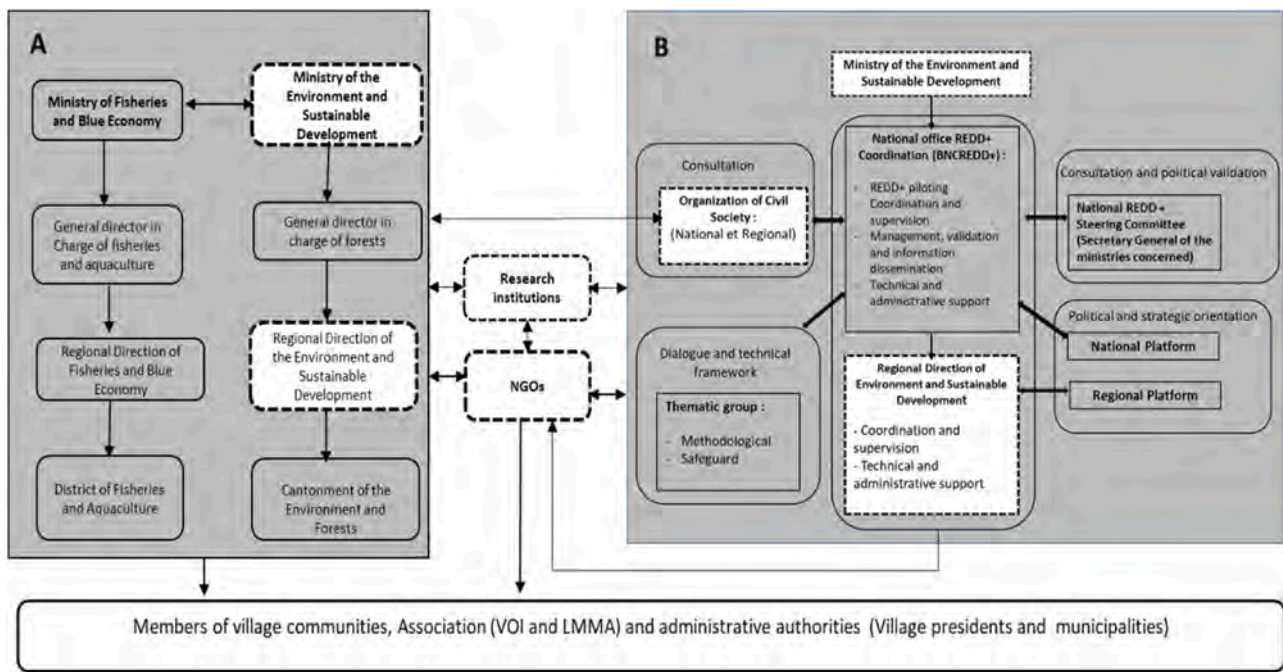 A
Ministry of Fisheries
and Blue Economy
General director in
Charge of fisheries
and aquaculture
Regional Direction of
Fisheries and Blue
Economy
District of Fisheries
and Aquaculture
Ministry of the
Environment and
Sustainable
Development
General director in
charge of forests
Regional Direction of
the Environment and
Sustainable
Development
Cantonment of the
Environment and
Forests
Research
institutions
NGOs
B
Ministry of the Environment and
Sustainable Development
Consultation
Organization of Civil
Society :
(National et Regional)
Dialogue and technical
framework
Thematic group :
- Methodological
- Safeguard
National office REDD+
Coordination (BNCREDD+) :
- REDD+ piloting
Coordination and
supervision
- Management, validation
and information
dissemination
- Technical and
administrative support
Regional Direction of
Environment and Sustainable
Development
- Coordination and
supervision
- Technical and
administrative support
Consultation and political validation
National REDD +
Steering Committee
(Secretary General of the
ministries concerned)
Political and strategic orientation
National Platform
Regional Platform
Members of village communities, Association (VOI and LMMA) and administrative authorities (Village presidents and municipalities)